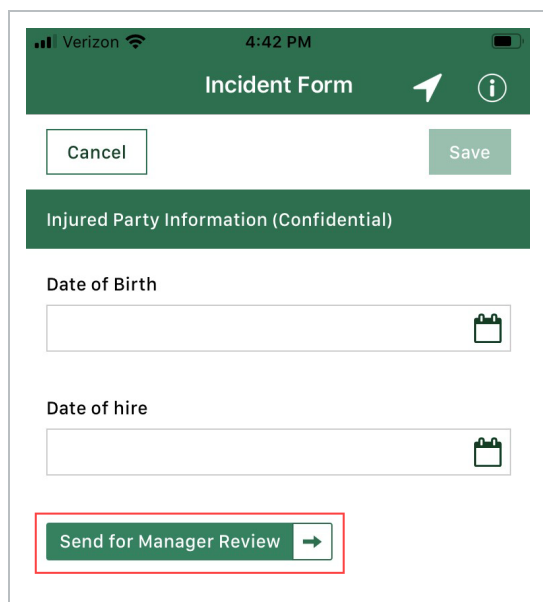 Verizon 4:42 PM
Incident Form
Cancel Save
Injured Party Information (Confidential)
Date of Birth
Date of hire
Send for Manager Review